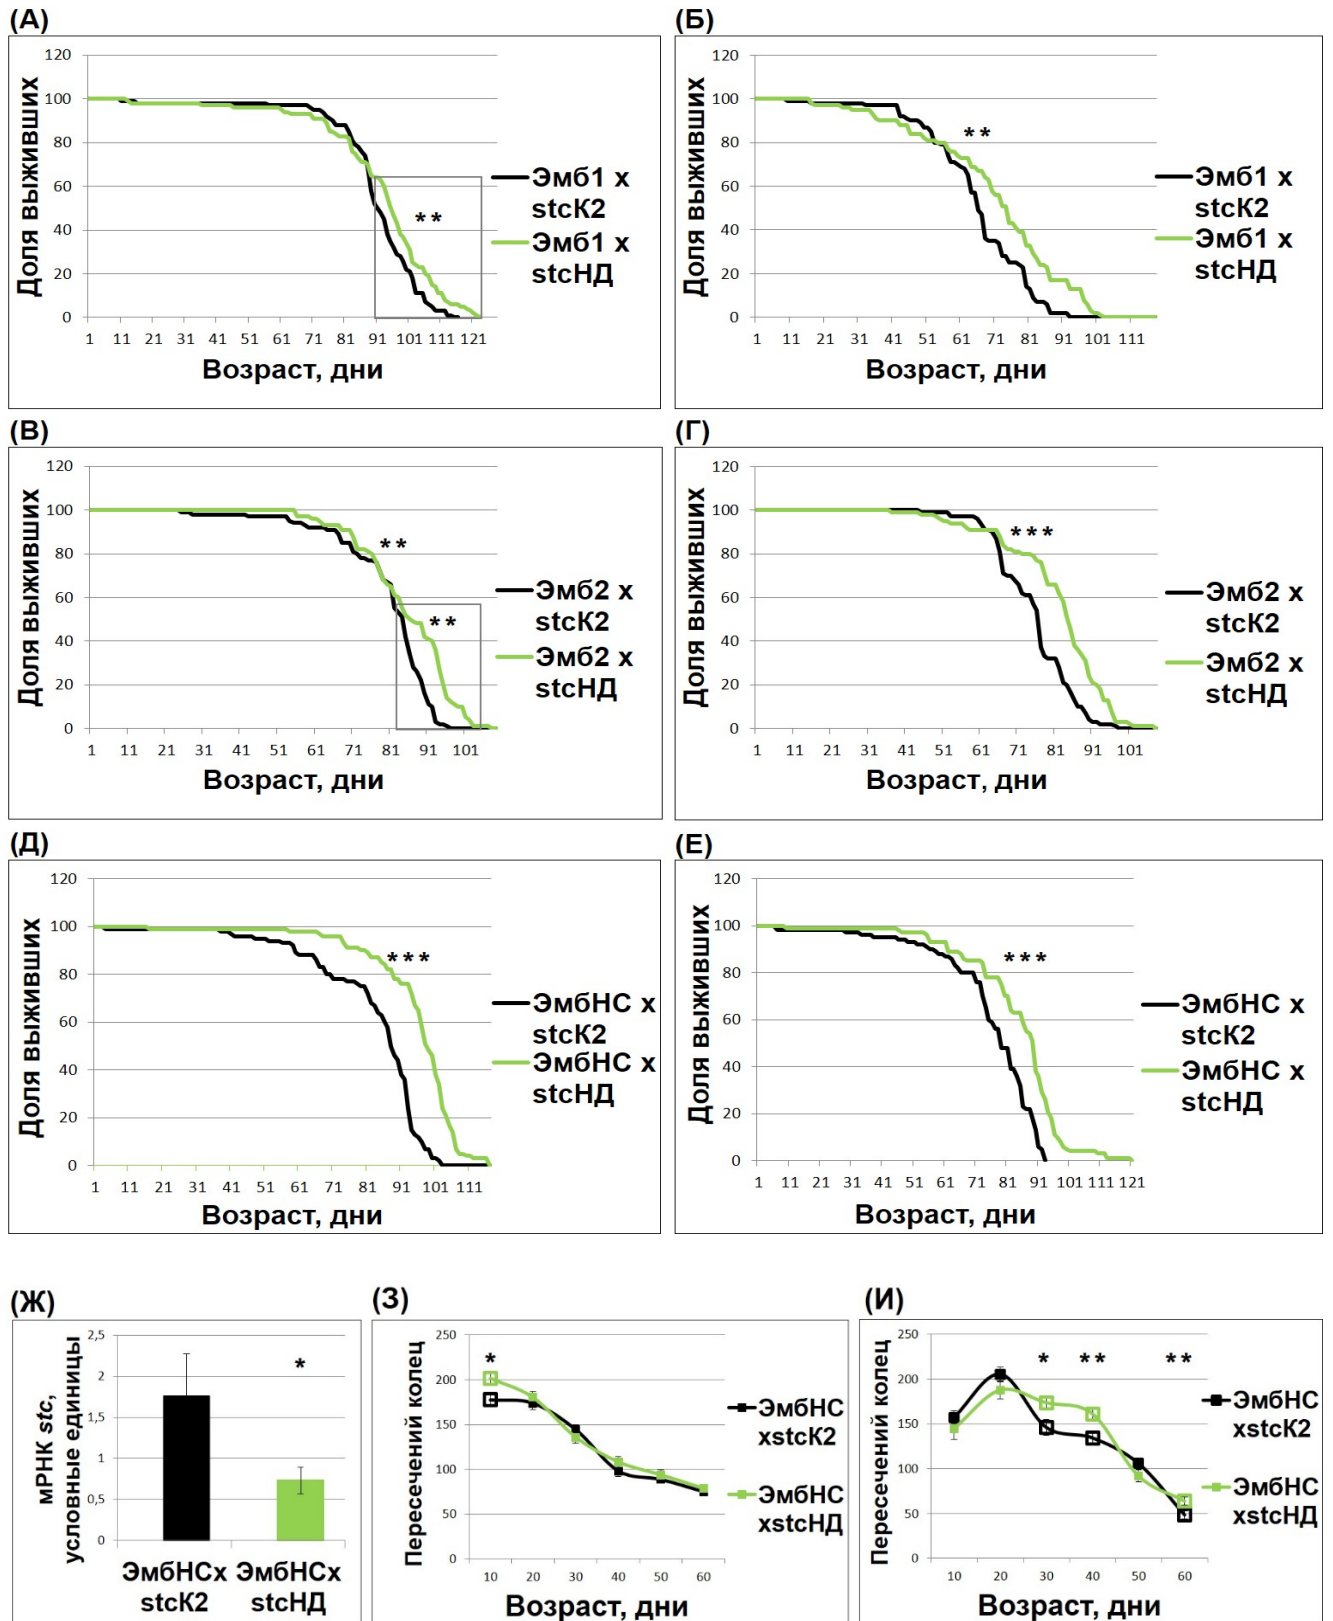 (А)
120
100
80
60
40
20
0
Доля выживших
**
1 11 21 31 41 51 61 71 81 91 101 111 121
Возраст, дни
Эмб1 x
stcК2
Эмб1 x
stcНД
(Б)
120
100
80
60
40
20
0
Доля выживших
**
1 11 21 31 41 51 61 71 81 91 101 111
Возраст, дни
Эмб1 x
stcК2
Эмб1 x
stcНД
(В)
120
100
80
60
40
20
0
Доля выживших
**
**
1 11 21 31 41 51 61 71 81 91 101
Возраст, дни
Эмб2 x
stcК2
Эмб2 x
stcНД
(Г)
120
100
80
60
40
20
0
Доля выживших
***
1 11 21 31 41 51 61 71 81 91 101
Возраст, дни
Эмб2 x
stcК2
Эмб2 x
stcНД
(Д)
120
100
80
60
40
20
0
Доля выживших
***
1 11 21 31 41 51 61 71 81 91 101 111
Возраст, дни
ЭмбНС x
stcК2
ЭмбНС x
stcНД
(Е)
120
100
80
60
40
20
0
Доля выживших
***
1 11 21 31 41 51 61 71 81 91 101 111 121
Возраст, дни
ЭмбНС x
stcК2
ЭмбНС x
stcНД
(Ж)
мРНК stc,
условные единицы
2,5
2
1,5
1
0,5
0
*
ЭмбНСx
stcК2
ЭмбНСx
stcНД
(З)
Пересечений колец
250
200
150
100
50
0
*
10 20 30 40 50 60
Возраст, дни
ЭмбНС
xstcК2
ЭмбНС
xstcНД
(И)
Пересечений колец
250
200
150
100
50
0
* ** **
10 20 30 40 50 60
Возраст, дни
ЭмбНС
xstcК2
ЭмбНС
xstcНД